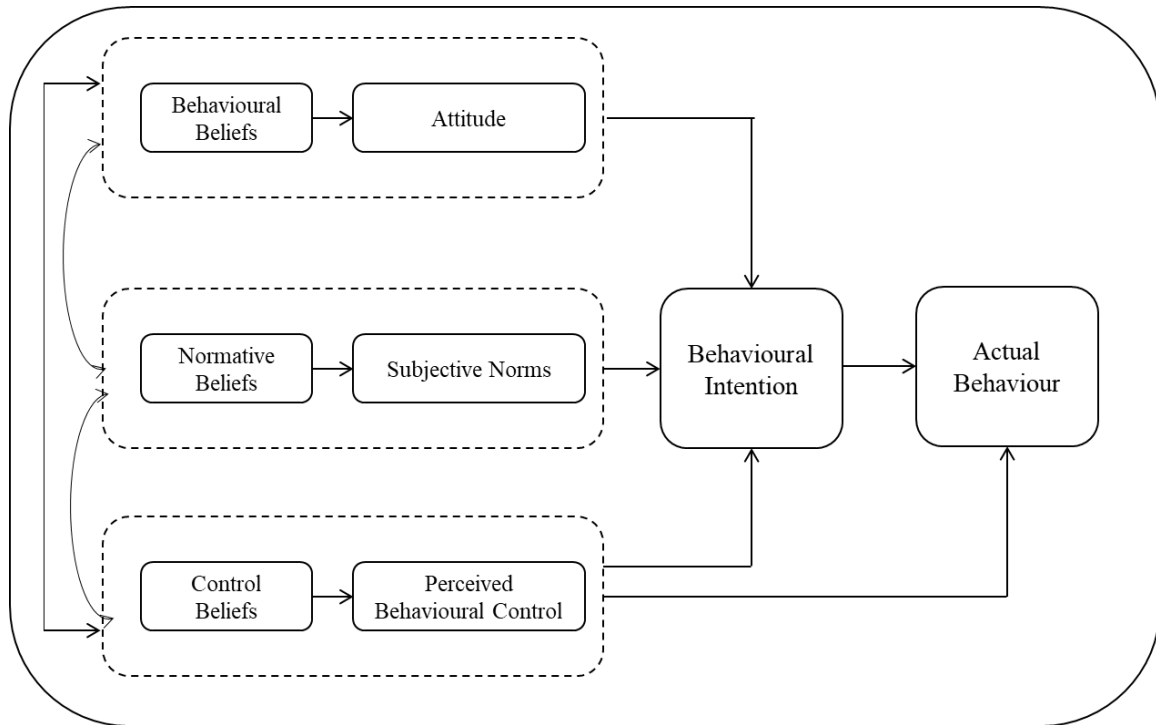 Behavioural
Beliefs
Attitude
Normative
Beliefs
Subjective Norms
Behavioural
Intention
Actual
Behaviour
Control
Beliefs
Perceived
Behavioural Control